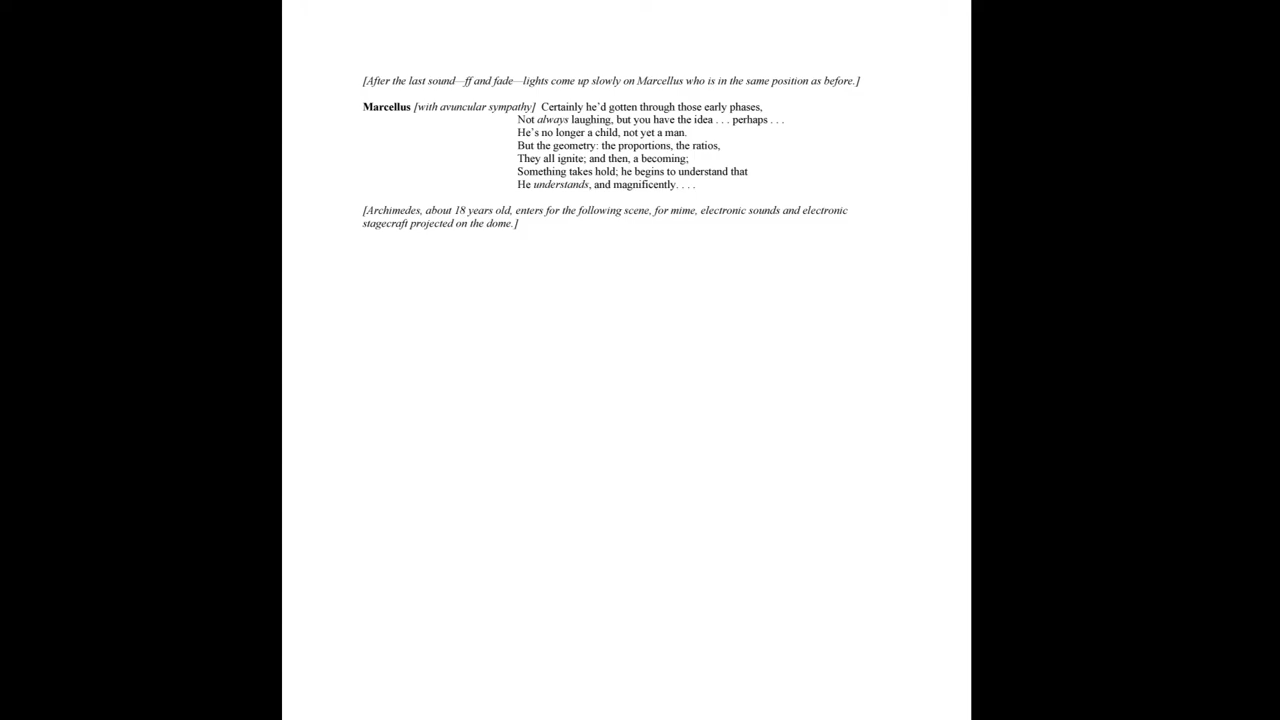 [After the last sound—ff and fade—lights come up slowly on Marcellus who is in the same position as before.]
Marcellus [with avuncular sympathy] Certainly he’d gotten through those early phases,
Not always laughing, but you have the idea . . . perhaps . . .
He’s no longer a child, not yet a man.
But the geometry: the proportions, the ratios,
They all ignite; and then, a becoming;
Something takes hold; he begins to understand that
He understands, and magnificently. . . .
[Archimedes, about 18 years old, enters for the following scene, for mime, electronic sounds and electronic
stagecraft projected on the dome.]